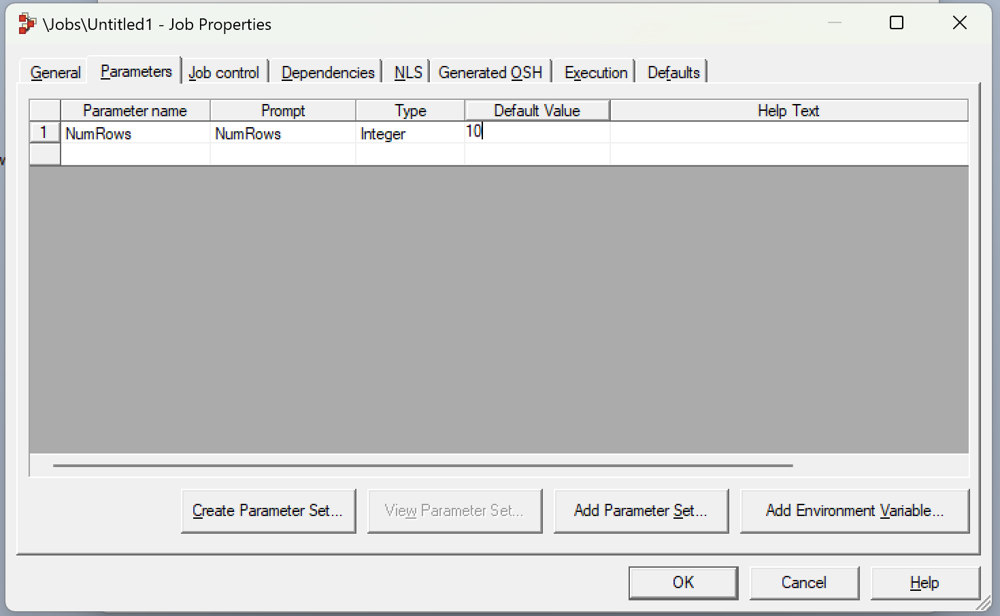 \Jobs\Untitled1 - Job Properties
General Parameters Job control Dependencies NLS Generated OSH Execution Defaults
Parameter name Prompt Type Default Value Help Text
1 NumRows NumRows Integer 10
Create Parameter Set... View Parameter Set... Add Parameter Set... Add Environment Variable...
OK Cancel Help